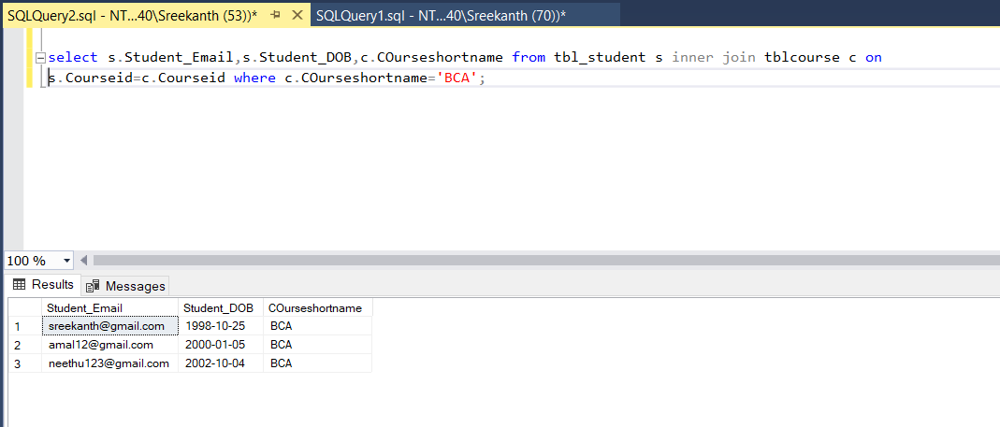 SQLQuery2.sql - NT...40\Sreekanth (53))* SQLQuery1.sql - NT...40\Sreekanth (70))*
select s.Student_Email,s.Student_DOB,c.COurseshortname from tbl_student s inner join tblcourse c on
s.Courseid=c.Courseid where c.COurseshortname='BCA';
100 %
Results Messages
Student_Email Student_DOB COurseshortname
1 sreekanth@gmail.com 1998-10-25 BCA
2 amal12@gmail.com 2000-01-05 BCA
3 neethu123@gmail.com 2002-10-04 BCA